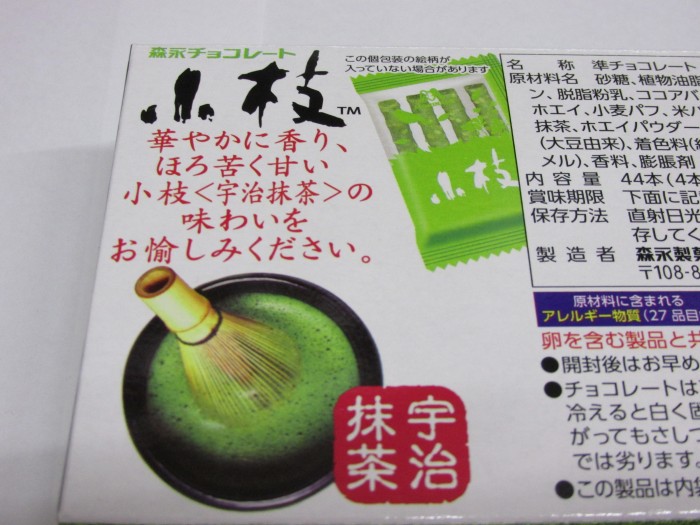 森永チョコレート
小枝™
華やかに香り、
ほろ苦く甘い
小枝<宇治抹茶>の
味わいを
お愉しみください。
この個包装の絵柄が
入っていない場合があります
小枝
宇治
抹茶
名 称 準チョコレート
原材料名 砂糖、植物油脂
ン、脱脂粉乳、ココアバ
ホエイ、小麦パフ、米パ
抹茶、ホエイパウダー
(大豆由来)、着色料(紅
メル)、香料、膨脹剤
内容量 44本(4本
賞味期限 下面に記
保存方法 直射日光
存してく
製造者 森永製菓
〒108-8
原材料に含まれる
アレルギー物質(27品目
卵を含む製品と共
●開封後はお早め
●チョコレートは
冷えると白く固
がってもさしつ
では劣ります。
●この製品は内袋